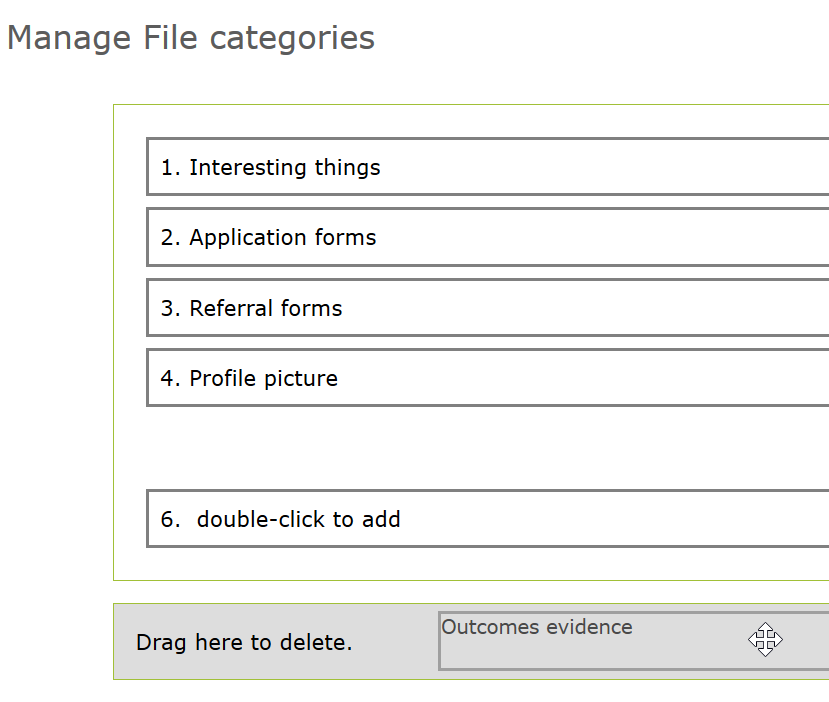 Manage File categories
1. Interesting things
2. Application forms
3. Referral forms
4. Profile picture
6. double-click to add
Drag here to delete.
Outcomes evidence